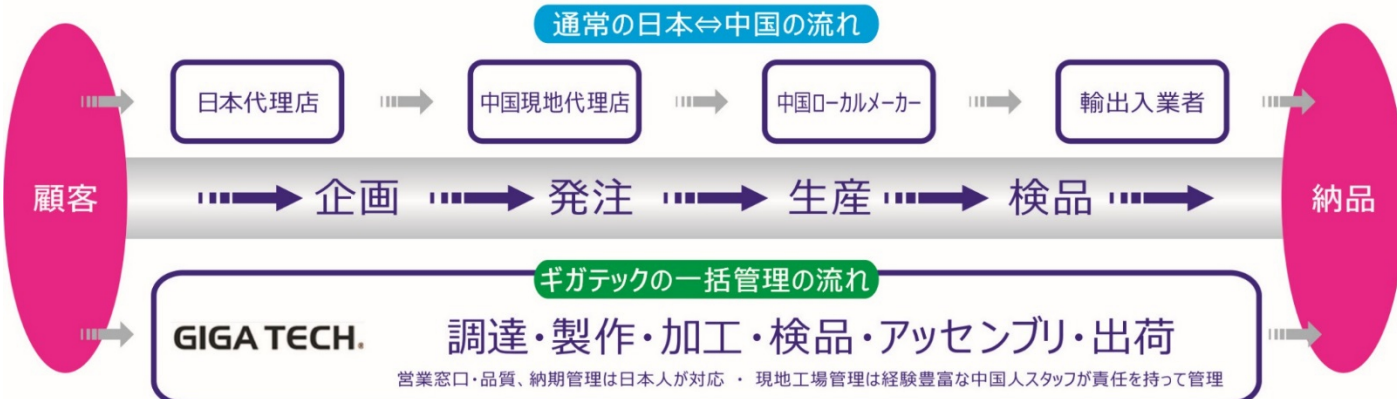 通常の日本⇔中国の流れ
日本代理店
中国現地代理店
中国ローカルメーカー
輸出入業者
顧客
企画
発注
生産
検品
納品
ギガテックの一括管理の流れ
GIGA TECH.
調達・製作・加工・検品・アッセンブリ・出荷
営業窓口・品質、納期管理は日本人が対応 ・ 現地工場管理は経験豊富な中国人スタッフが責任を持って管理